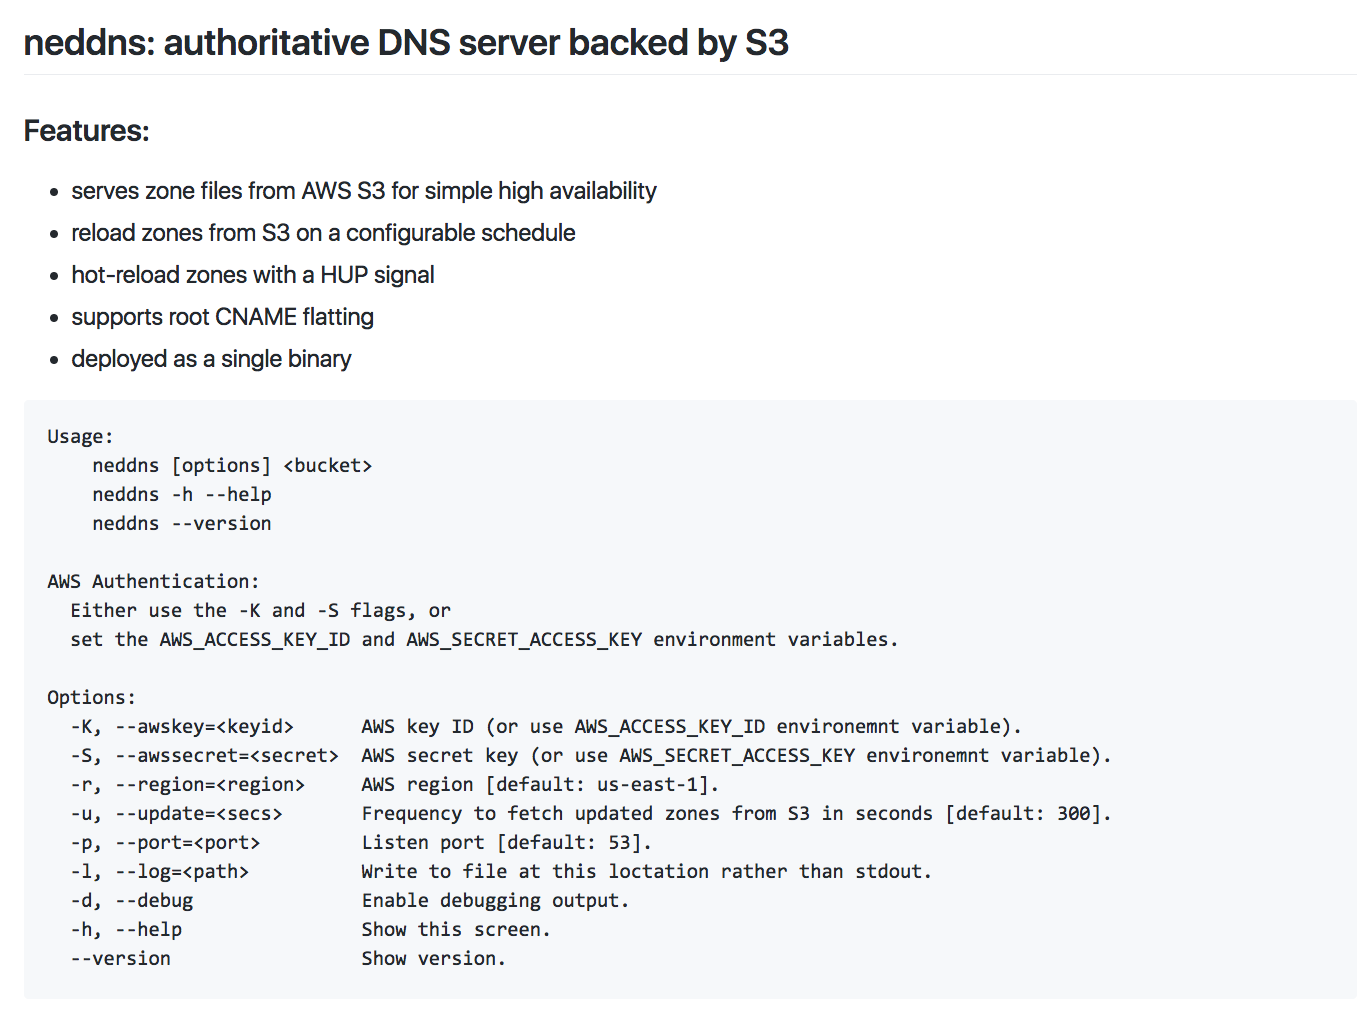 neddns: authoritative DNS server backed by S3
Features:
serves zone files from AWS S3 for simple high availability
reload zones from S3 on a configurable schedule
hot-reload zones with a HUP signal
supports root CNAME flatting
deployed as a single binary
Usage:
neddns [options] <bucket>
neddns -h --help
neddns --version
AWS Authentication:
Either use the -K and -S flags, or
set the AWS_ACCESS_KEY_ID and AWS_SECRET_ACCESS_KEY environment variables.
Options:
-K, --awskey=<keyid> AWS key ID (or use AWS_ACCESS_KEY_ID environemnt variable).
-S, --awssecret=<secret> AWS secret key (or use AWS_SECRET_ACCESS_KEY environemnt variable).
-r, --region=<region> AWS region [default: us-east-1].
-u, --update=<secs> Frequency to fetch updated zones from S3 in seconds [default: 300].
-p, --port=<port> Listen port [default: 53].
-l, --log=<path> Write to file at this loctation rather than stdout.
-d, --debug Enable debugging output.
-h, --help Show this screen.
--version Show version.